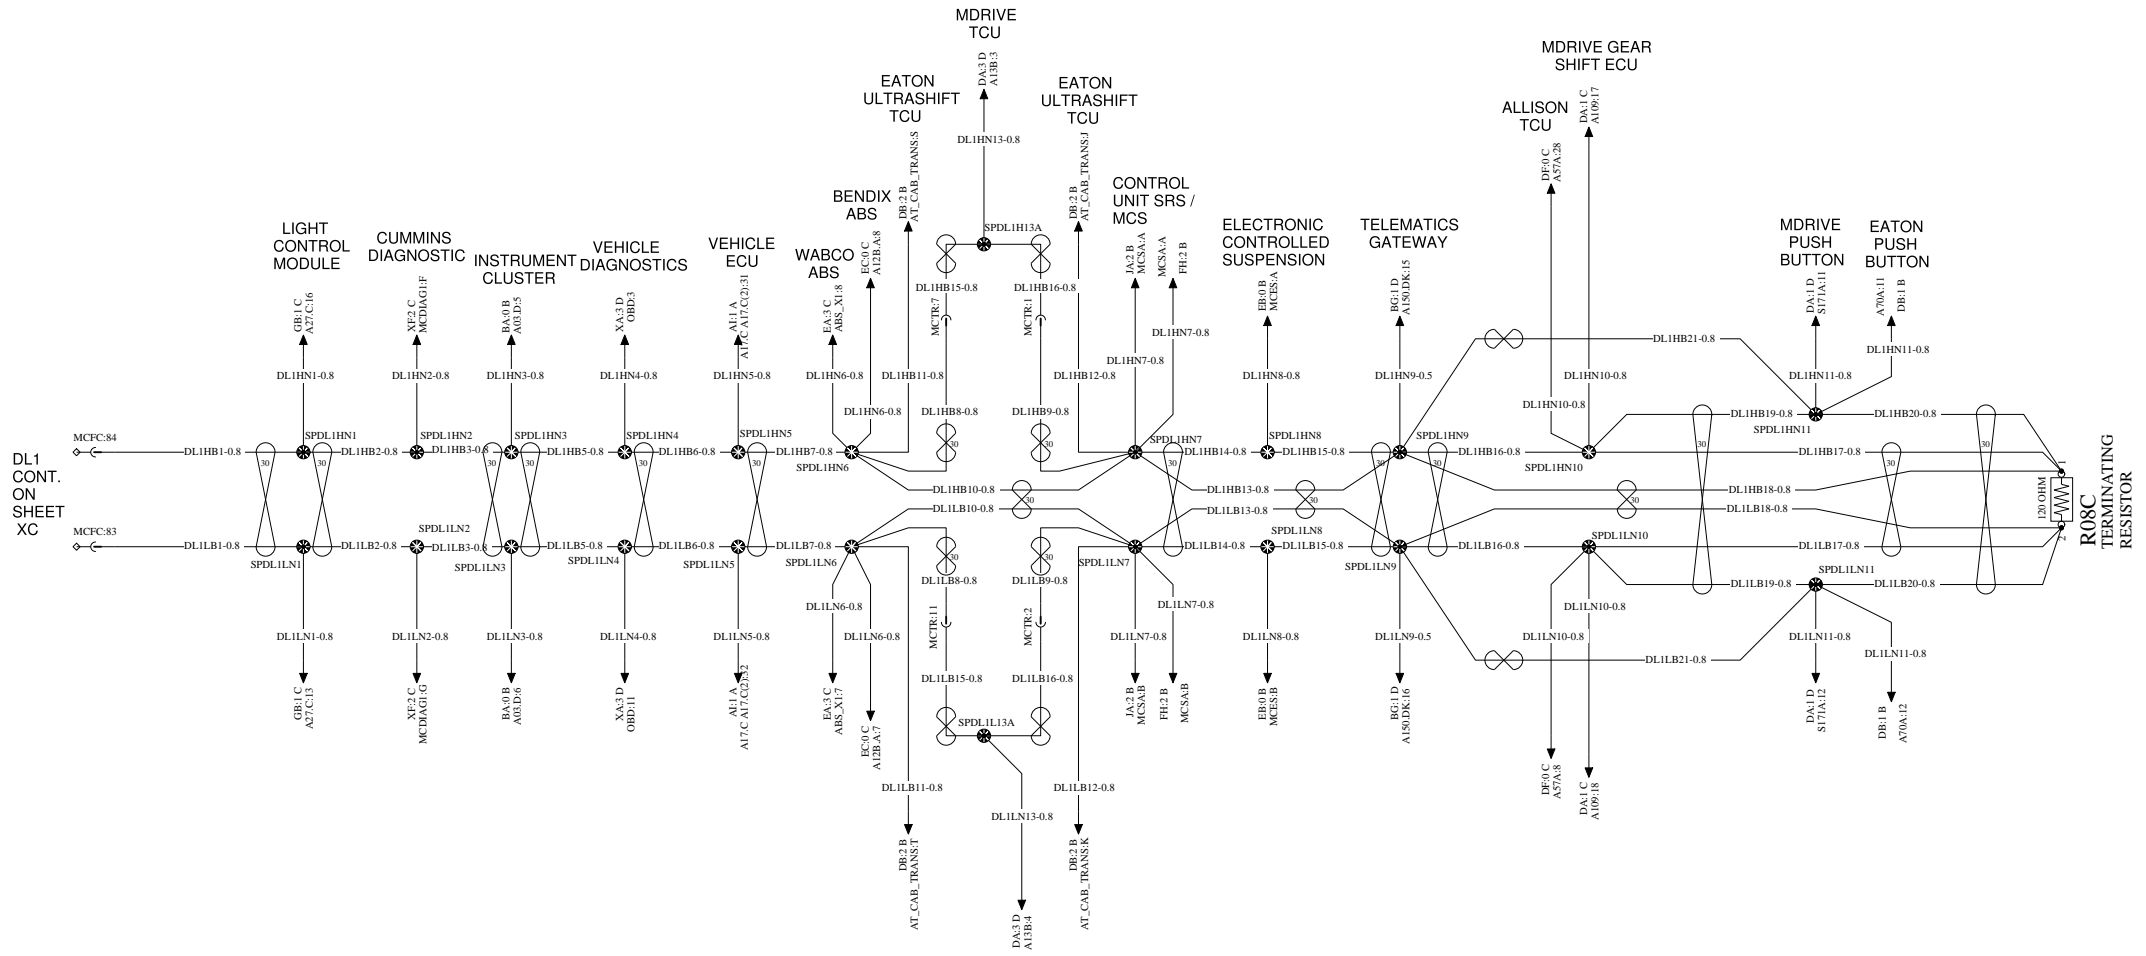 MDRIVE
TCU
DA:3 D
A13B:3
EATON
ULTRASHIFT
TCU
DB:2 B
AT_CAB_TRANS:S
DL1HN13-0.8
EATON
ULTRASHIFT
TCU
DB:2 B
AT_CAB_TRANS:J
MDRIVE GEAR
SHIFT ECU
DA:1 C
A109:17
ALLISON
TCU
DF:0 C
A57A:28
LIGHT
CONTROL
MODULE
GB:1 C
A27.C:16
CUMMINS
DIAGNOSTIC
XF:2 C
MCDIAG1:F
INSTRUMENT
CLUSTER
BA:0 B
A03.D:5
VEHICLE
DIAGNOSTICS
XA:3 D
OBD:3
VEHICLE
ECU
AI:1 A
A17.C A17.C(2):31
WABCO
ABS
EA:3 C
ABS_X1:8
BENDIX
ABS
EC:0 C
A12B.A:8
SPDL1H13A
DL1HB15-0.8
DL1HB16-0.8
MCTR:7
MCTR:1
CONTROL
UNIT SRS /
MCS
JA:2 B
MCSA:A
MCSA:A
FH:2 B
ELECTRONIC
CONTROLLED
SUSPENSION
EB:0 B
MCES:A
TELEMATICS
GATEWAY
BG:1 D
A150.DK:15
MDRIVE
PUSH
BUTTON
DA:1 D
S171A:11
EATON
PUSH
BUTTON
A70A:11
DB:1 B
DL1HN7-0.8
DL1HB21-0.8
DL1HN11-0.8
DL1HN7-0.8
DL1HN1-0.8
DL1HN2-0.8
DL1HN3-0.8
DL1HN4-0.8
DL1HN5-0.8
DL1HN6-0.8
DL1HB11-0.8
DL1HB12-0.8
DL1HN8-0.8
DL1HN9-0.5
DL1HN10-0.8
DL1HN11-0.8
DL1HN6-0.8
DL1HB8-0.8
DL1HB9-0.8
DL1HN10-0.8
DL1HB19-0.8
DL1HB20-0.8
SPDL1HN11
MCFC:84
SPDL1HN1
SPDL1HN2
SPDL1HN3
SPDL1HN4
SPDL1HN5
SPDL1HN6
SPDL1HN7
SPDL1HN8
SPDL1HN9
SPDL1HN10
DL1HB1-0.8
DL1HB2-0.8
DL1HB3-0.8
DL1HB5-0.8
DL1HB6-0.8
DL1HB7-0.8
DL1HB14-0.8
DL1HB15-0.8
DL1HB16-0.8
DL1HB17-0.8
30
30
30
30
30
30
30
30
30
30
30
30
30
30
DL1
CONT.
ON
SHEET
XC
DL1HB10-0.8
30
DL1HB13-0.8
30
DL1HB18-0.8
30
DL1LB10-0.8
DL1LB13-0.8
DL1LB18-0.8
1
120 OHM
2
R08C
TERMINATING
RESISTOR
MCFC:83
SPDL1LN2
SPDL1LN8
SPDL1LN10
DL1LB1-0.8
DL1LB2-0.8
DL1LB3-0.8
DL1LB5-0.8
DL1LB6-0.8
DL1LB7-0.8
DL1LB14-0.8
DL1LB15-0.8
DL1LB16-0.8
DL1LB17-0.8
SPDL1LN1
SPDL1LN3
SPDL1LN4
SPDL1LN5
SPDL1LN6
30
30
SPDL1LN7
SPDL1LN9
SPDL1LN11
DL1LB8-0.8
DL1LB9-0.8
DL1LB19-0.8
DL1LB20-0.8
DL1LN6-0.8
DL1LN7-0.8
DL1LN10-0.8
MCTR:11
MCTR:2
DL1LN1-0.8
DL1LN2-0.8
DL1LN3-0.8
DL1LN4-0.8
DL1LN5-0.8
DL1LN6-0.8
DL1LN7-0.8
DL1LN8-0.8
DL1LN9-0.5
DL1LN10-0.8
DL1LN11-0.8
DL1LN11-0.8
DL1LB21-0.8
DL1LB15-0.8
DL1LB16-0.8
GB:1 C
A27.C:13
XF:2 C
MCDIAG1:G
BA:0 B
A03.D:6
XA:3 D
OBD:11
AI:1 A
A17.C A17.C(2):32
EA:3 C
ABS_X1:7
EC:0 C
A12B.A:7
SPDL1L13A
JA:2 B
MCSA:B
FH:2 B
MCSA:B
EB:0 B
MCES:B
BG:1 D
A150.DK:16
DF:0 C
A57A:8
DA:1 C
A109:18
DA:1 D
S171A:12
DB:1 B
A70A:12
DL1LB11-0.8
DL1LB12-0.8
DL1LN13-0.8
DB:2 B
AT_CAB_TRANS:T
DA:3 D
A13B:4
DB:2 B
AT_CAB_TRANS:K